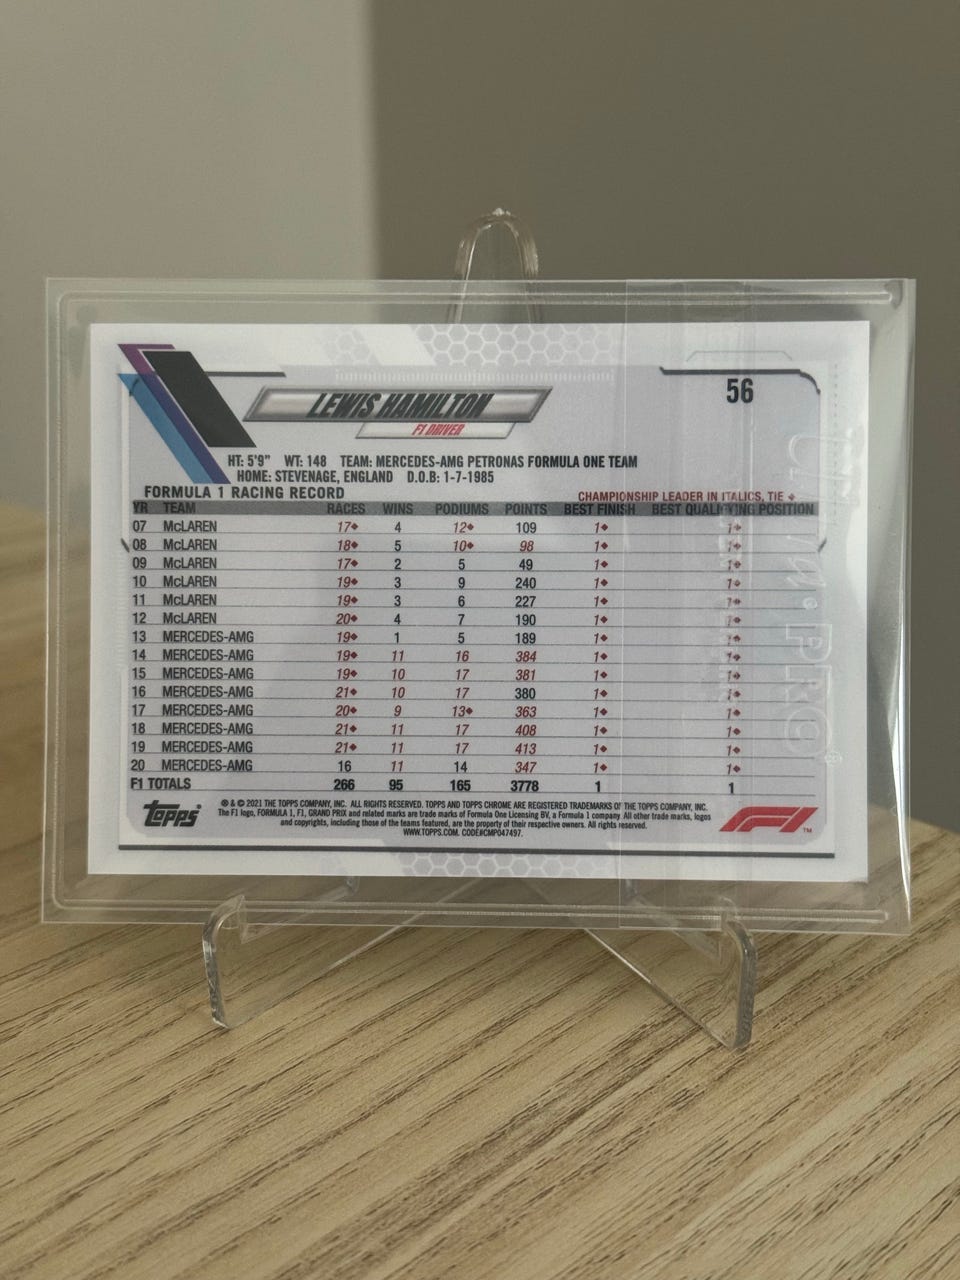 56
LEWIS HAMILTON
F1 DRIVER
HT: 5'9" WT: 148 TEAM: MERCEDES-AMG PETRONAS FORMULA ONE TEAM
HOME: STEVENAGE, ENGLAND D.O.B: 1-7-1985
FORMULA 1 RACING RECORD CHAMPIONSHIP LEADER IN ITALICS, TIE ◆
YR TEAM RACES WINS PODIUMS POINTS BEST FINISH BEST QUALIFYING POSITION
07 McLAREN 17◆ 4 12◆ 109 1◆ 1◆
08 McLAREN 18◆ 5 10◆ 98 1◆ 1◆
09 McLAREN 17◆ 2 5 49 1◆ 1◆
10 McLAREN 19◆ 3 9 240 1◆ 1◆
11 McLAREN 19◆ 3 6 227 1◆ 1◆
12 McLAREN 20◆ 4 7 190 1◆ 1◆
13 MERCEDES-AMG 19◆ 1 5 189 1◆ 1◆
14 MERCEDES-AMG 19◆ 11 16 384 1◆ 1◆
15 MERCEDES-AMG 19◆ 10 17 381 1◆ 1◆
16 MERCEDES-AMG 21◆ 10 17 380 1◆ 1◆
17 MERCEDES-AMG 20◆ 9 13◆ 363 1◆ 1◆
18 MERCEDES-AMG 21◆ 11 17 408 1◆ 1◆
19 MERCEDES-AMG 21◆ 11 17 413 1◆ 1◆
20 MERCEDES-AMG 16 11 14 347 1◆ 1◆
F1 TOTALS 266 95 165 3778 1 1
topps
® & © 2021 THE TOPPS COMPANY, INC. ALL RIGHTS RESERVED. TOPPS AND TOPPS CHROME ARE REGISTERED TRADEMARKS OF THE TOPPS COMPANY, INC.
The F1 logo, FORMULA 1, F1, GRAND PRIX and related marks are trade marks of Formula One Licensing BV, a Formula 1 company. All other trade marks, logos
and copyrights, including those of the teams featured, are the property of their respective owners. All rights reserved.
WWW.TOPPS.COM. CODE#CMP047497.
F1 TM
Ultra•PRO®